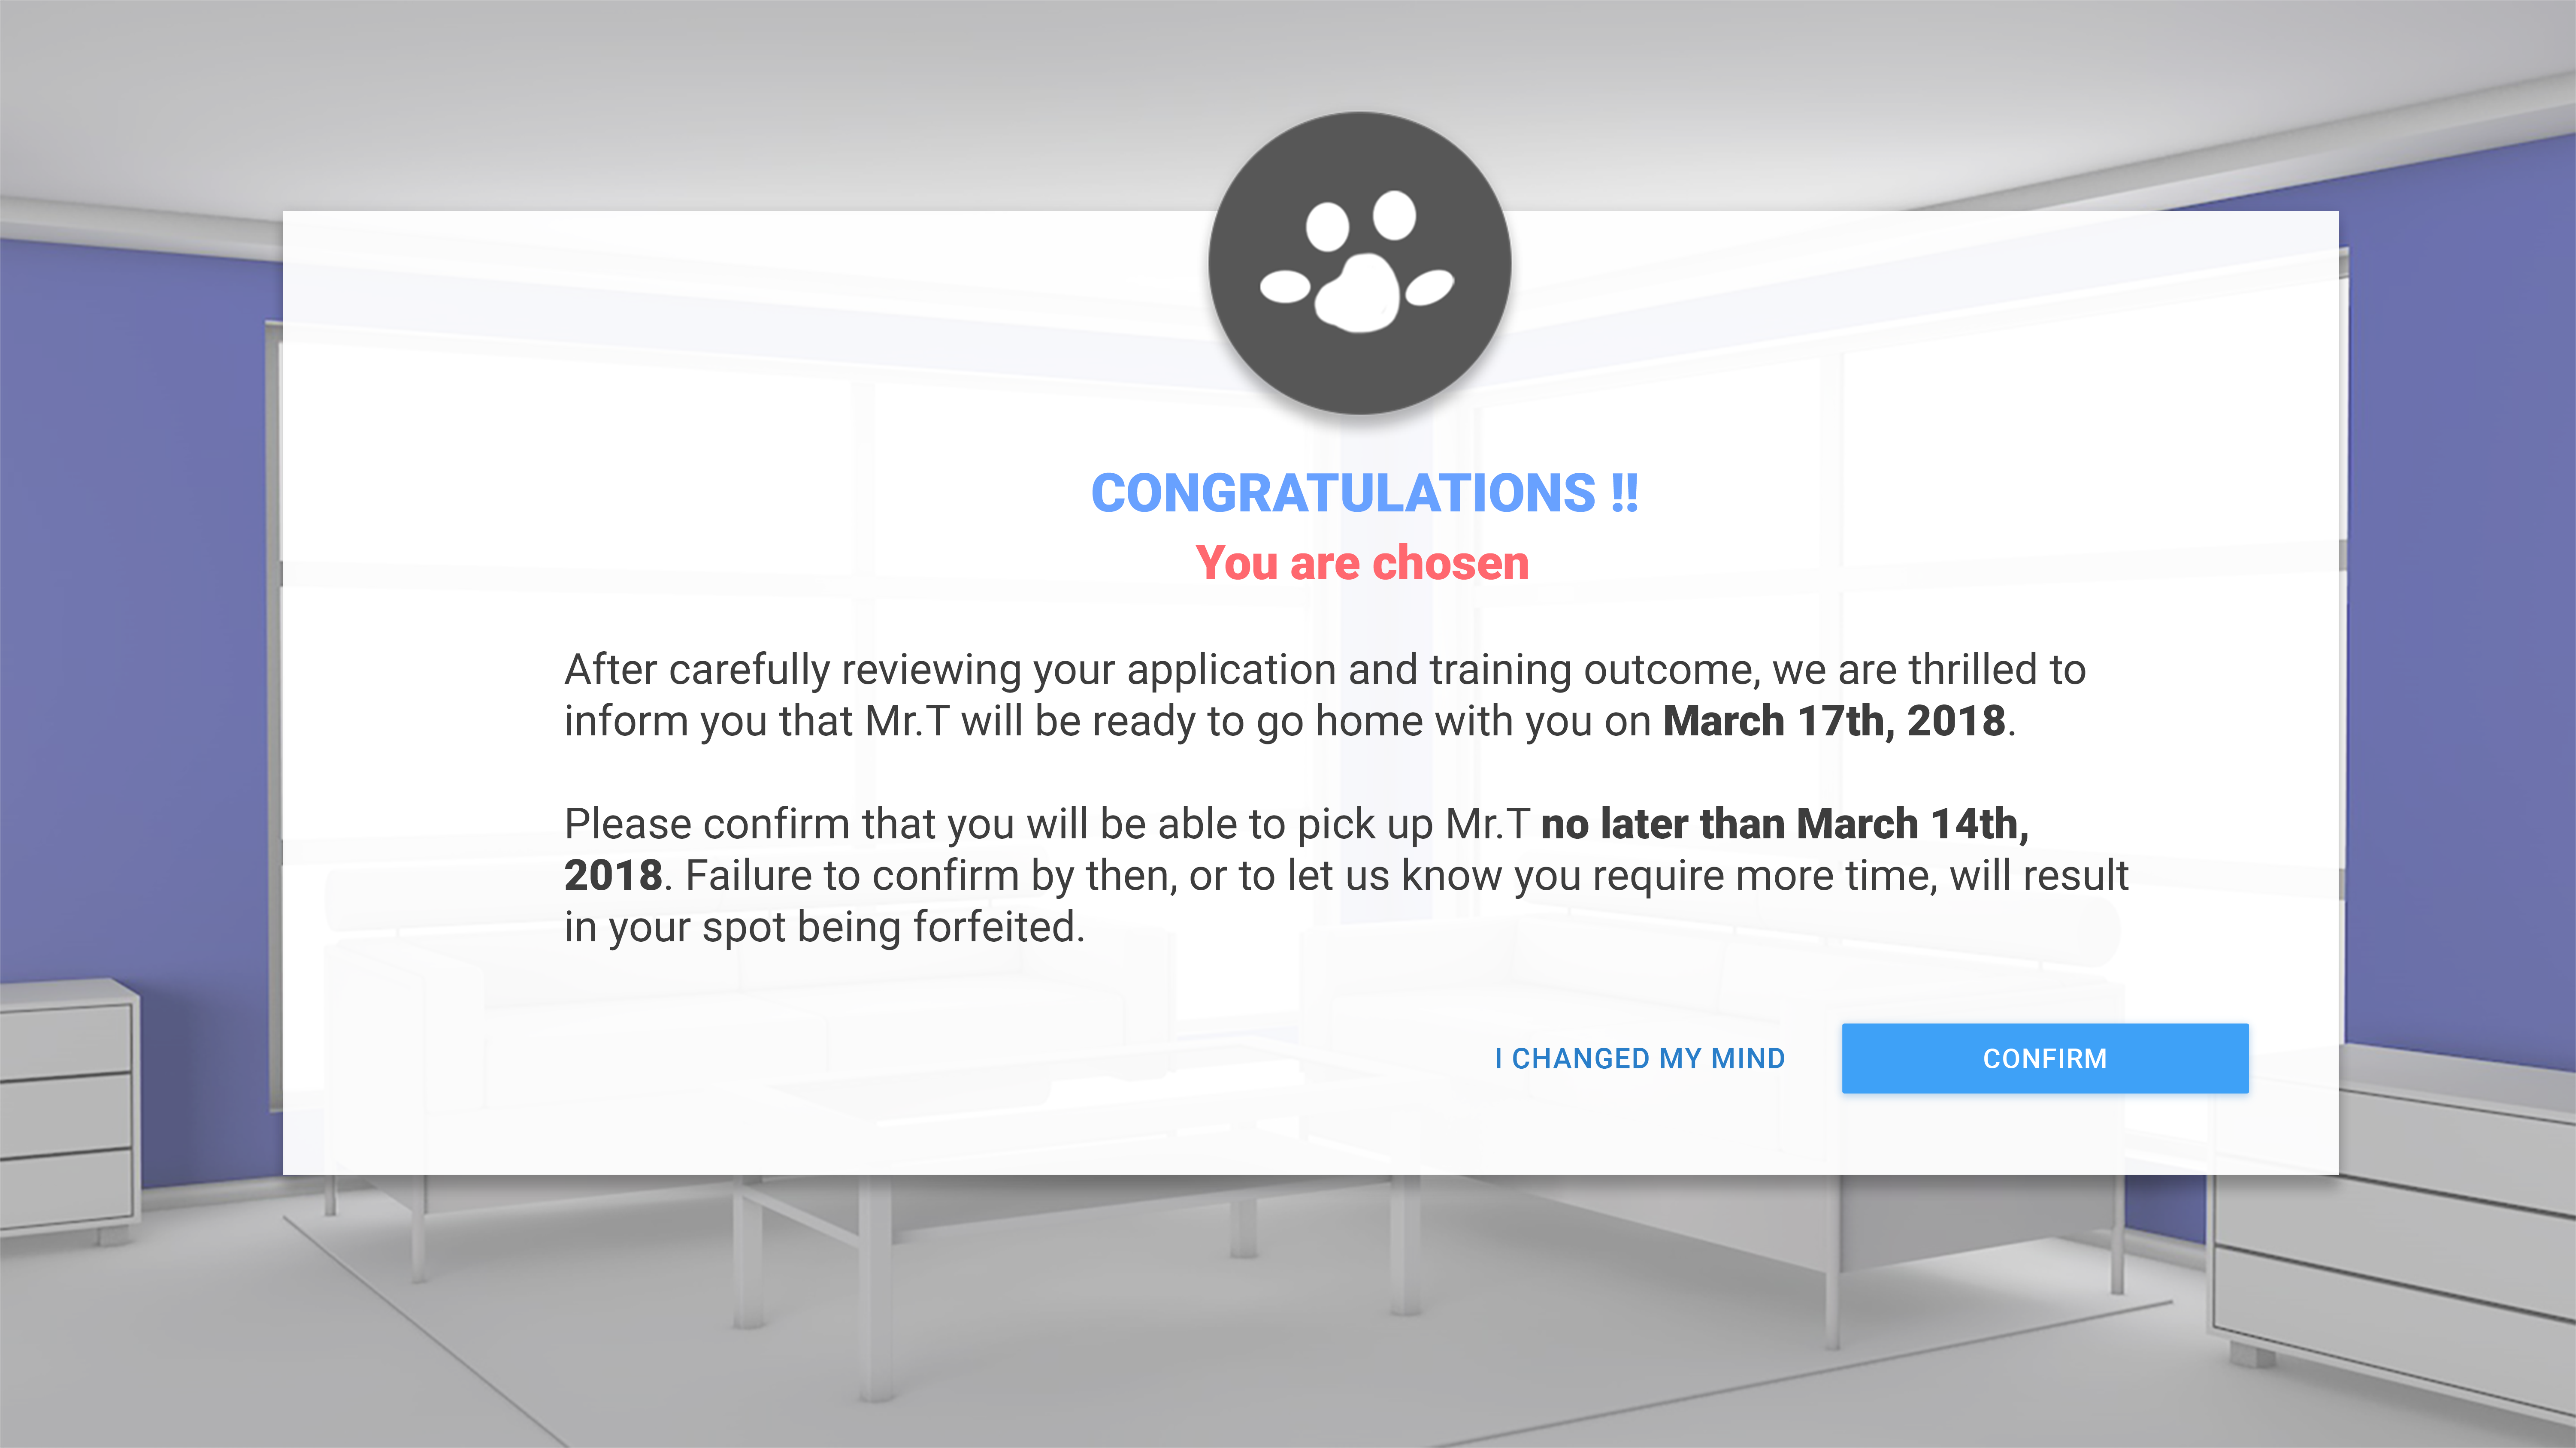 CONGRATULATIONS !!
You are chosen
After carefully reviewing your application and training outcome, we are thrilled to
inform you that Mr.T will be ready to go home with you on March 17th, 2018.
Please confirm that you will be able to pick up Mr.T no later than March 14th,
2018. Failure to confirm by then, or to let us know you require more time, will result
in your spot being forfeited.
I CHANGED MY MIND
CONFIRM